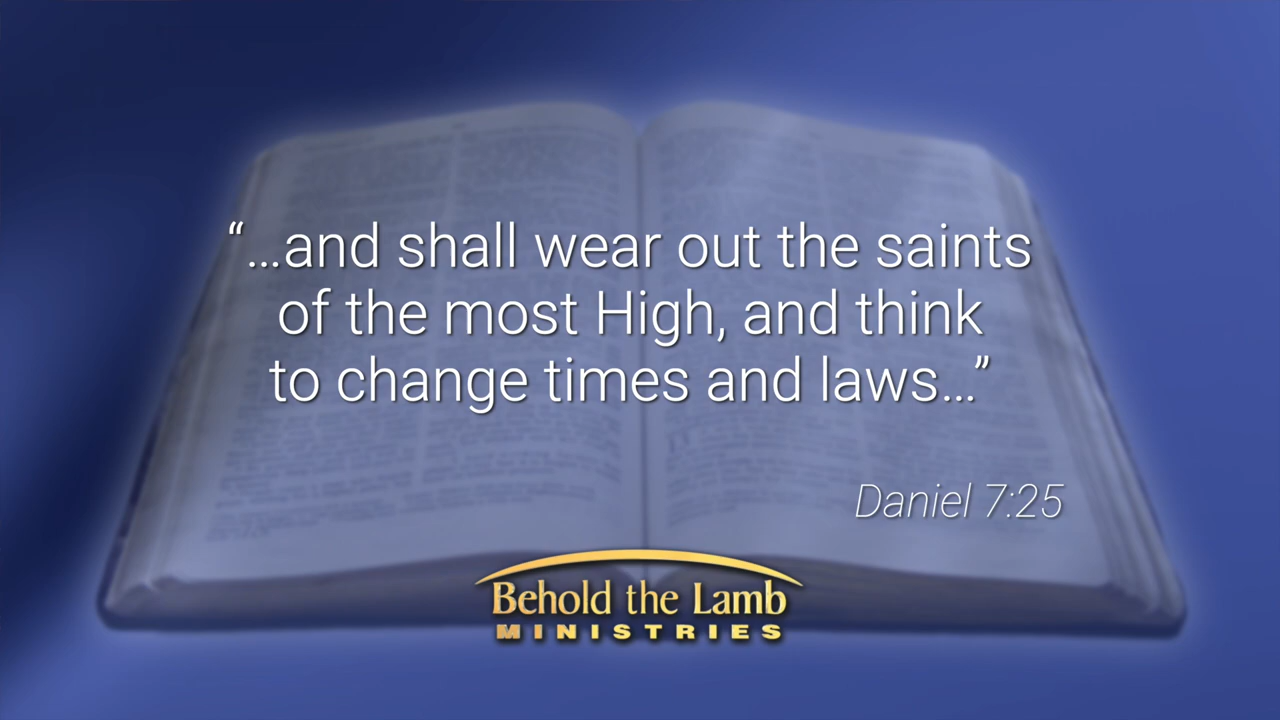 “...and shall wear out the saints
of the most High, and think
to change times and laws...”
Daniel 7:25
Behold the Lamb
MINISTRIES